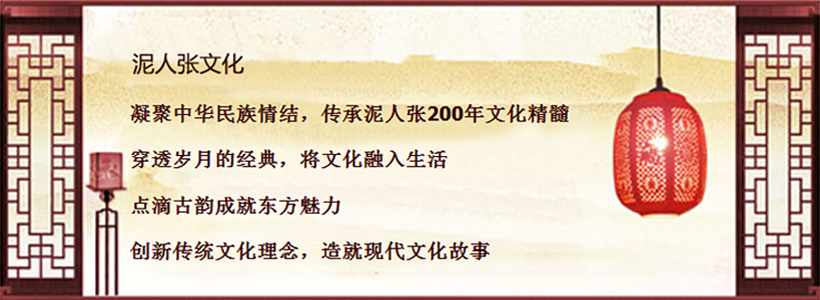 泥人张文化
凝聚中华民族情结，传承泥人张200年文化精髓
穿透岁月的经典，将文化融入生活
点滴古韵成就东方魅力
创新传统文化理念，造就现代文化故事